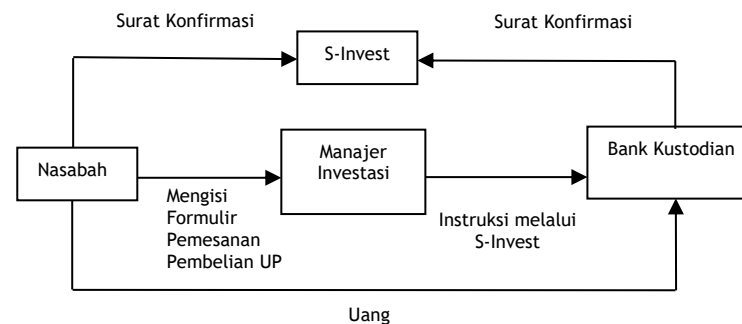 Surat Konfirmasi
Surat Konfirmasi
S-Invest
Nasabah
Manajer
Investasi
Bank Kustodian
Mengisi
Formulir
Pemesanan
Pembelian UP
Instruksi melalui
S-Invest
Uang